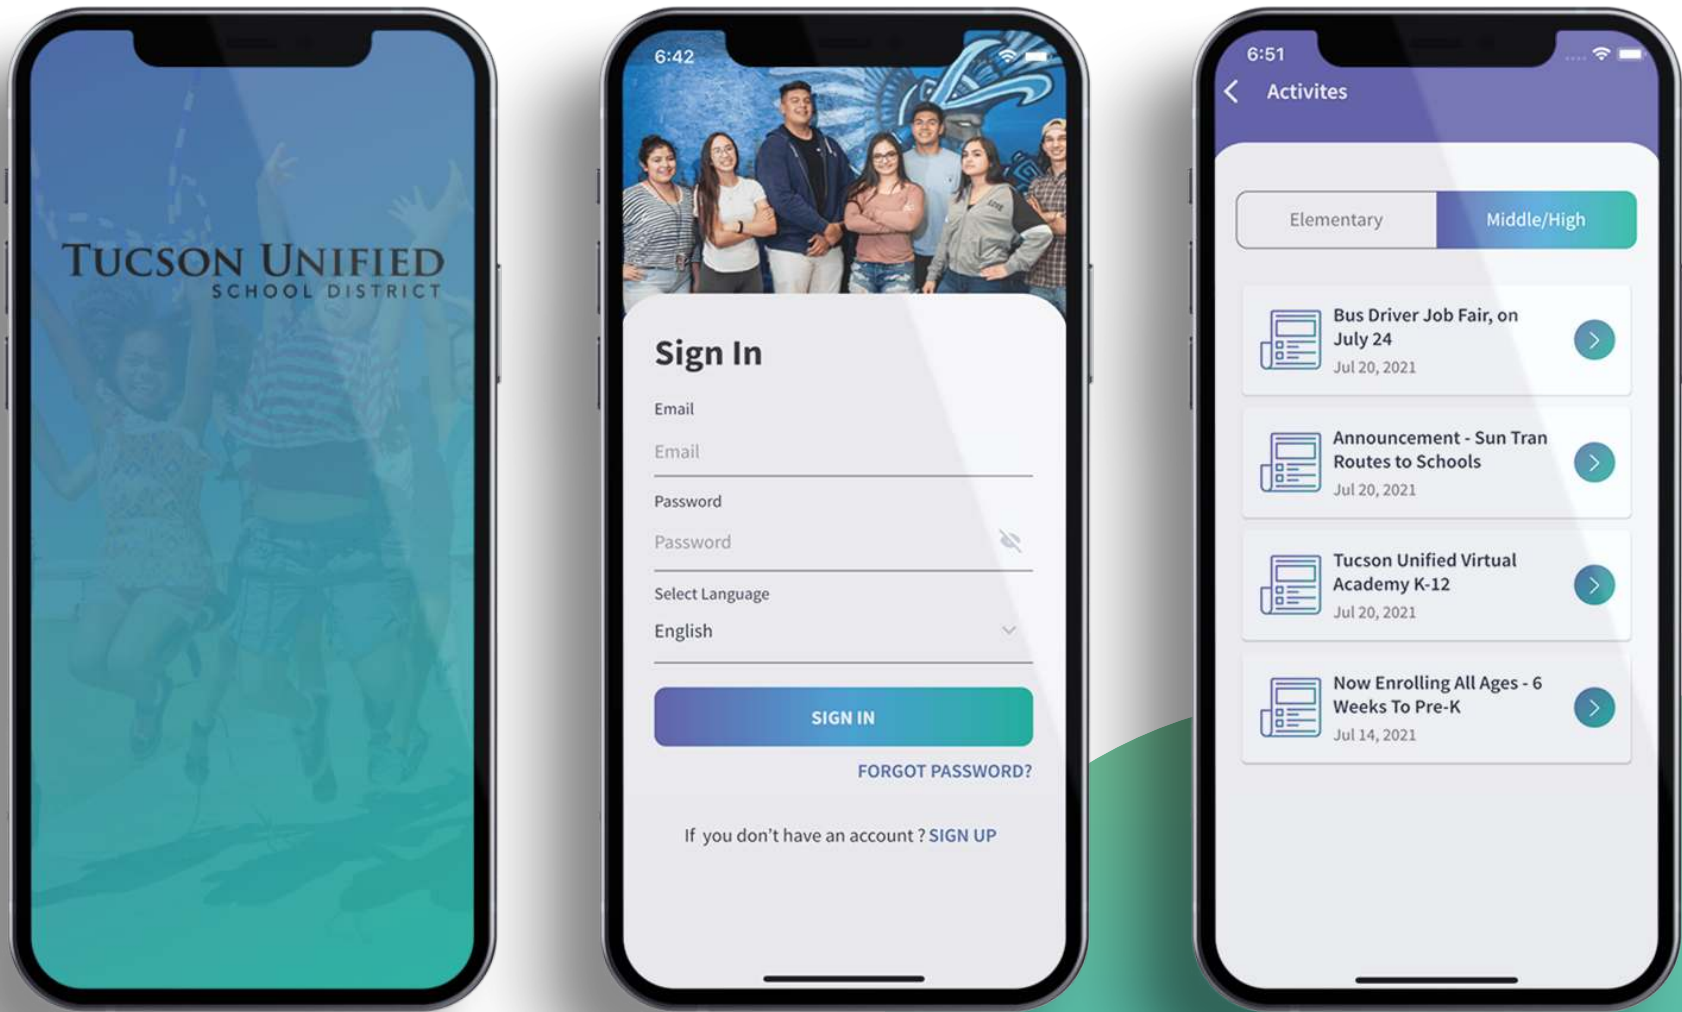 TUCSON UNIFIED
SCHOOL DISTRICT
6:42
LOVE
Sign In
Email
Email
Password
Password
Select Language
English
SIGN IN
FORGOT PASSWORD?
If you don't have an account ? SIGN UP
6:51
Activites
Elementary
Middle/High
Bus Driver Job Fair, on
July 24
Jul 20, 2021
Announcement - Sun Tran
Routes to Schools
Jul 20, 2021
Tucson Unified Virtual
Academy K-12
Jul 20, 2021
Now Enrolling All Ages - 6
Weeks To Pre-K
Jul 14, 2021